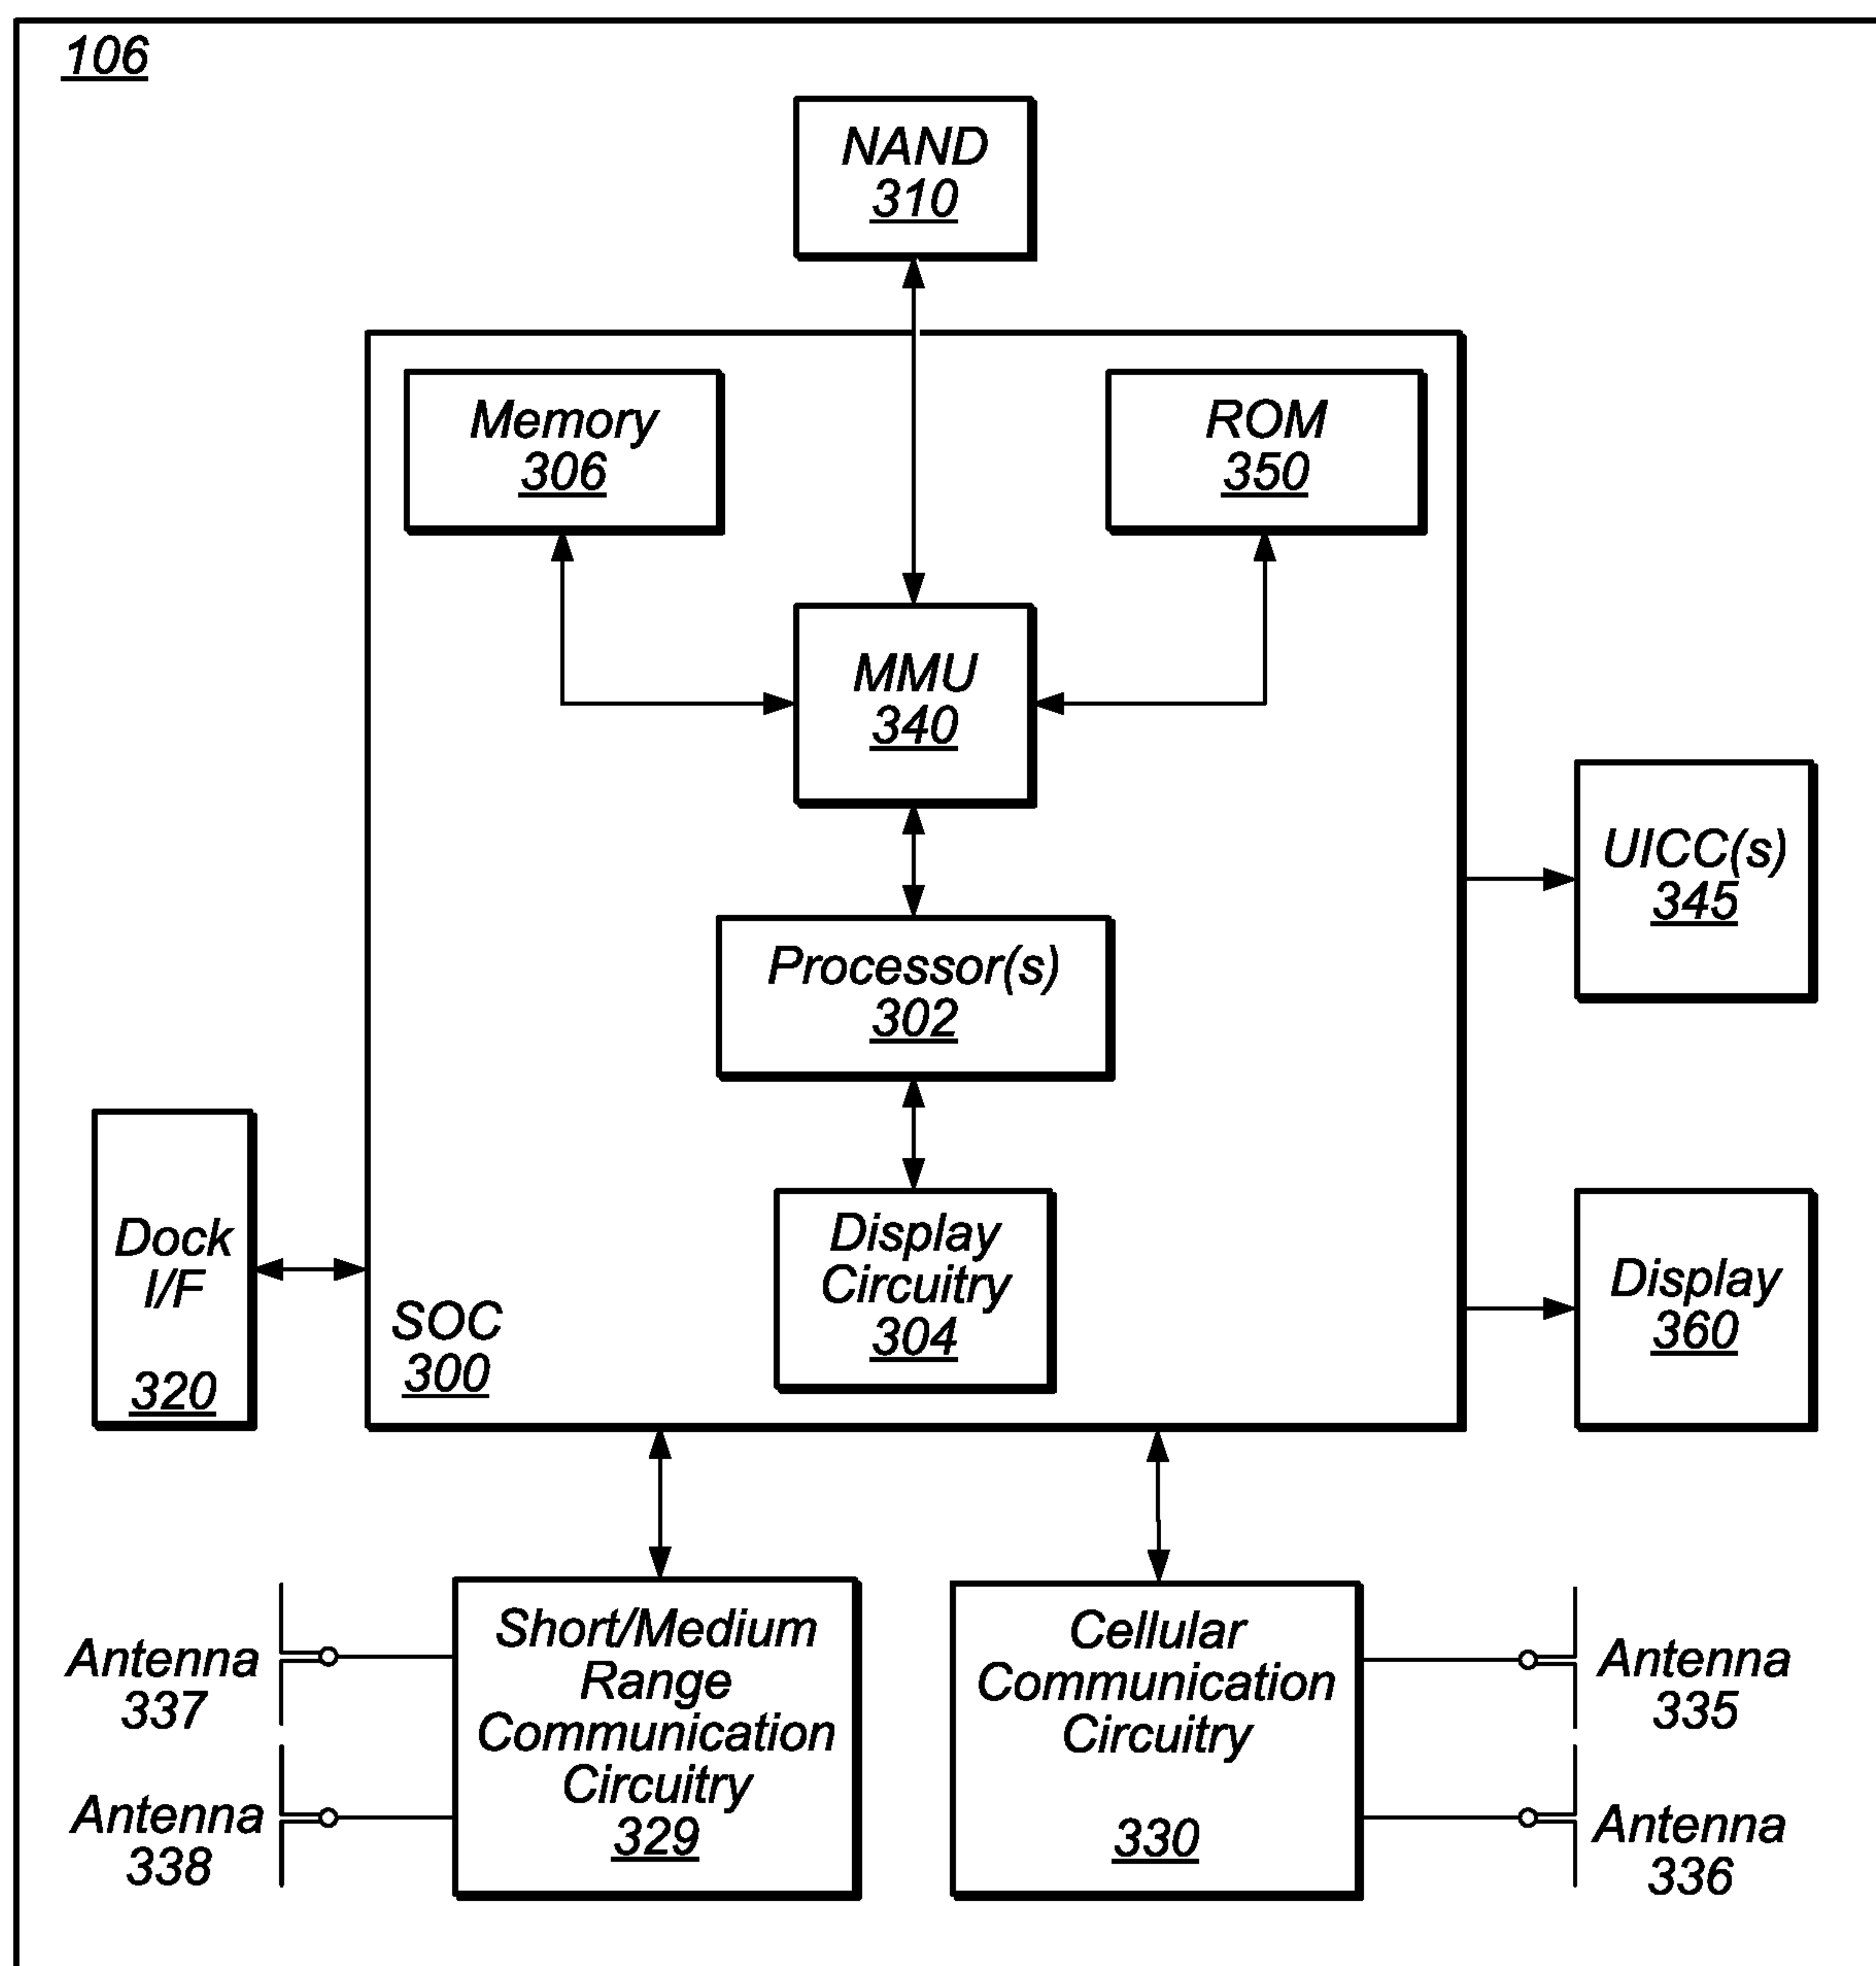 106
NAND
310
Memory
306
ROM
350
MMU
340
UICC(s)
345
Processor(s)
302
Dock
I/F
320
Display
Circuitry
304
SOC
300
Display
360
Short/Medium
Range
Communication
Circuitry
329
Cellular
Communication
Circuitry
330
Antenna
337
Antenna
338
Antenna
335
Antenna
336